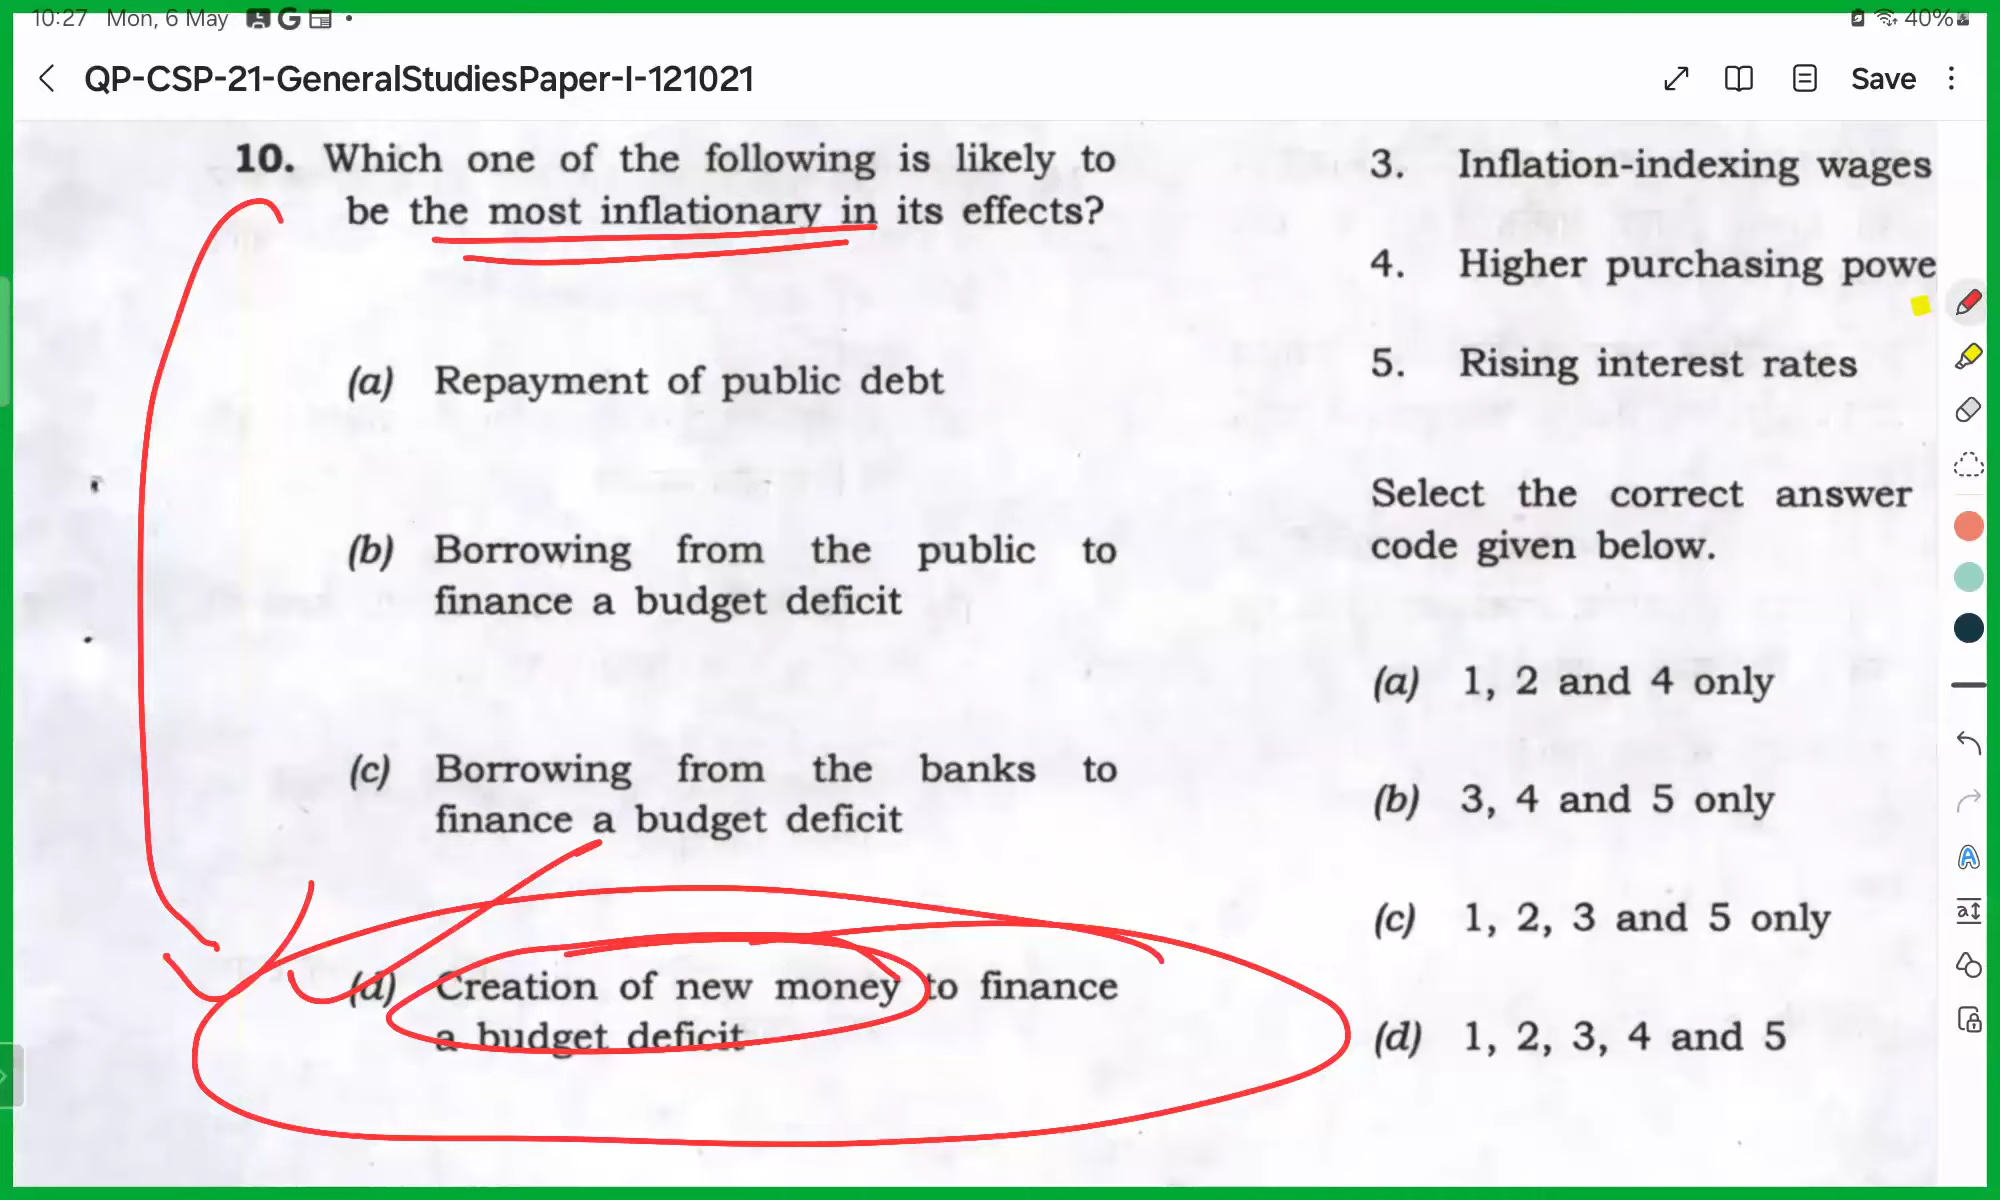 10:27 Mon, 6 May
40%
QP-CSP-21-GeneralStudiesPaper-I-121021
Save
10. Which one of the following is likely to
be the most inflationary in its effects?
(a) Repayment of public debt
(b) Borrowing from the public to
finance a budget deficit
(c) Borrowing from the banks to
finance a budget deficit
(d) Creation of new money to finance
a budget deficit
3. Inflation-indexing wages
4. Higher purchasing powe
5. Rising interest rates
Select the correct answer
code given below.
(a) 1, 2 and 4 only
(b) 3, 4 and 5 only
(c) 1, 2, 3 and 5 only
(d) 1, 2, 3, 4 and 5